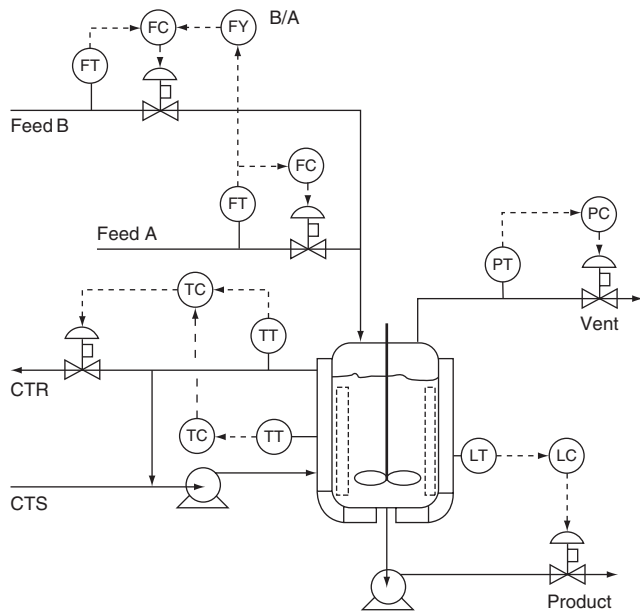 B/A
FC
FY
FT
Feed B
FC
FT
Feed A
PC
PT
Vent
TC
TT
CTR
TC
TT
LT
LC
CTS
Product